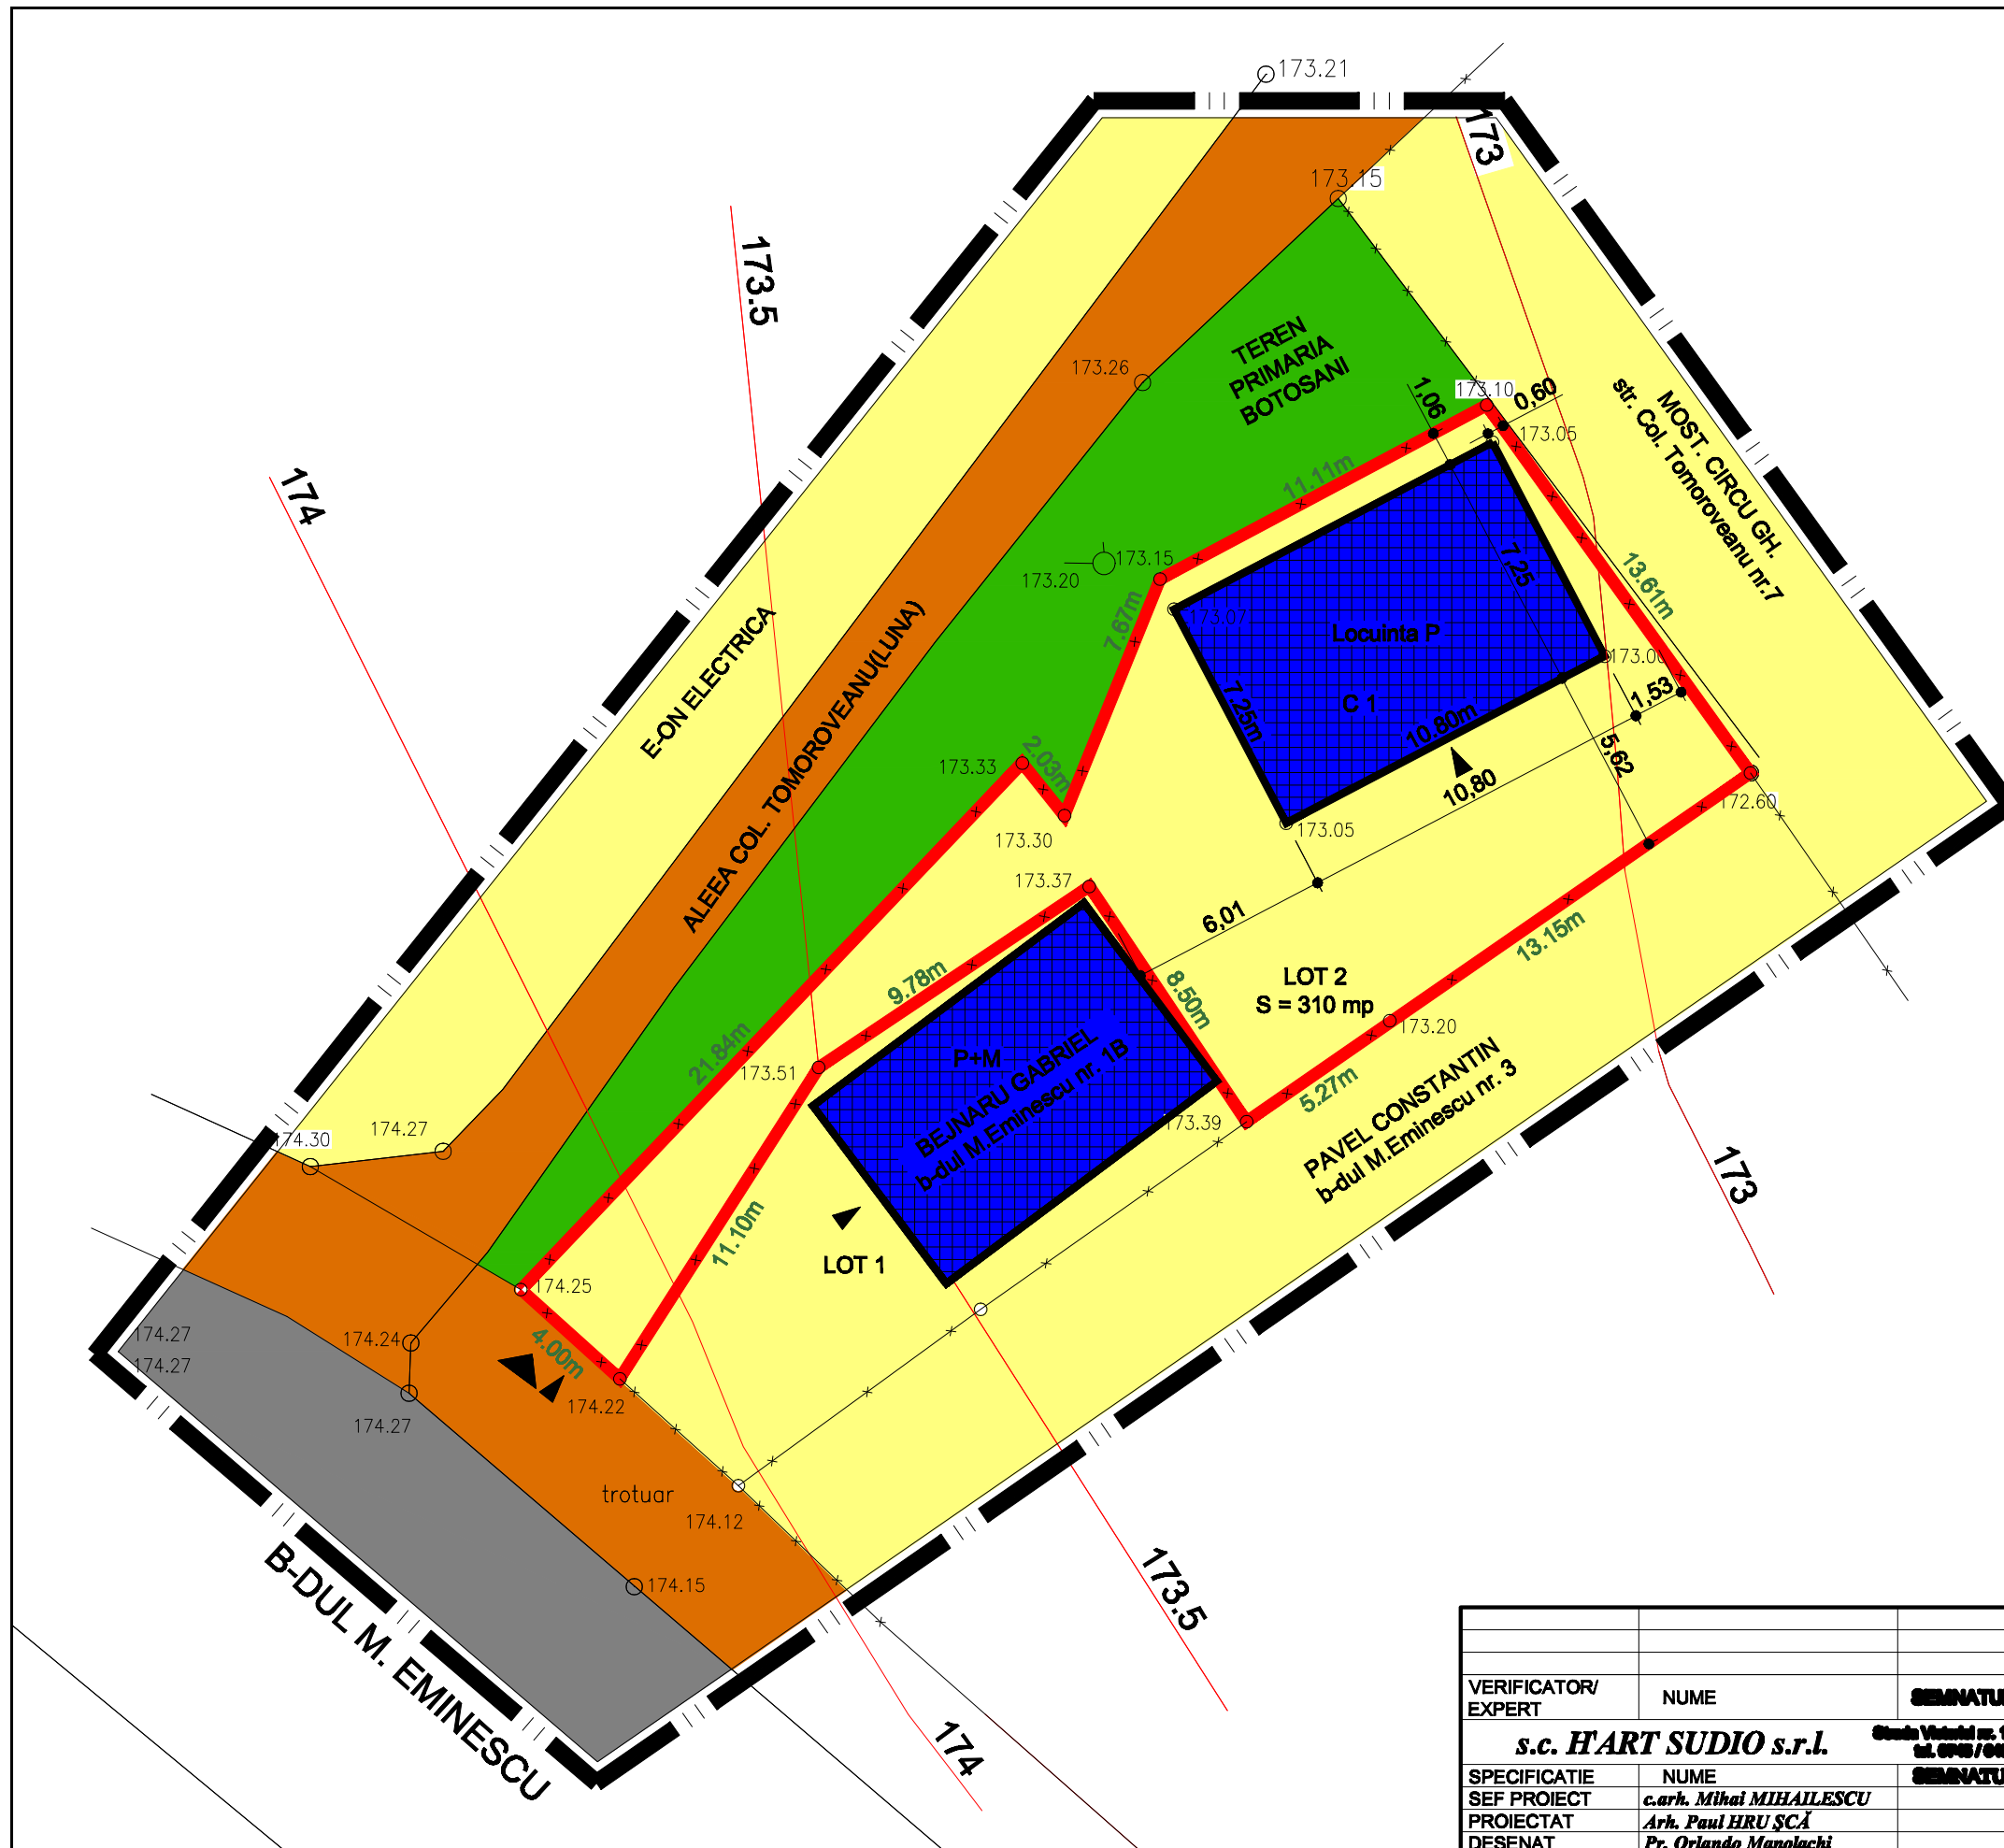 173.21
173
173.15
173.5
TEREN
PRIMARIA
BOTOSANI
173.26
1,06
173.10
0,60
173.05
MOST. CIRCU GH.
str. Col. Tomoroveanu nr.7
174
11.11m
173.15
173.20
7,25
13.61m
7.67m
173.07
Locuinta P
E-ON ELECTRICA
ALEEA COL. TOMOROVEANU(LUNA)
173.00
7.25m
C 1
1,53
10.80m
5,62
2.03m
173.33
10,80
172.60
173.30
173.05
173.37
6,01
9.78m
8.50m
13.15m
LOT 2
S = 310 mp
173.20
21.84m
173.51
P+M
BEJNARU GABRIEL
b-dul M.Eminescu nr. 1B
5.27m
173.39
PAVEL CONSTANTIN
b-dul M.Eminescu nr. 3
174.30
174.27
173
11.10m
LOT 1
174.25
174.27
174.24
174.27
4.00m
174.22
174.27
trotuar
174.12
174.15
173.5
B-DUL M. EMINESCU
174
VERIFICATOR/
EXPERT
NUME
s.c. H'ART SUDIO s.r.l.
SPECIFICATIE
NUME
SEF PROIECT
c.arh. Mihai MIHAILESCU
PROIECTAT
Arh. Paul HRUȘCĂ
DESENAT
Pr. Orlando Manolachi